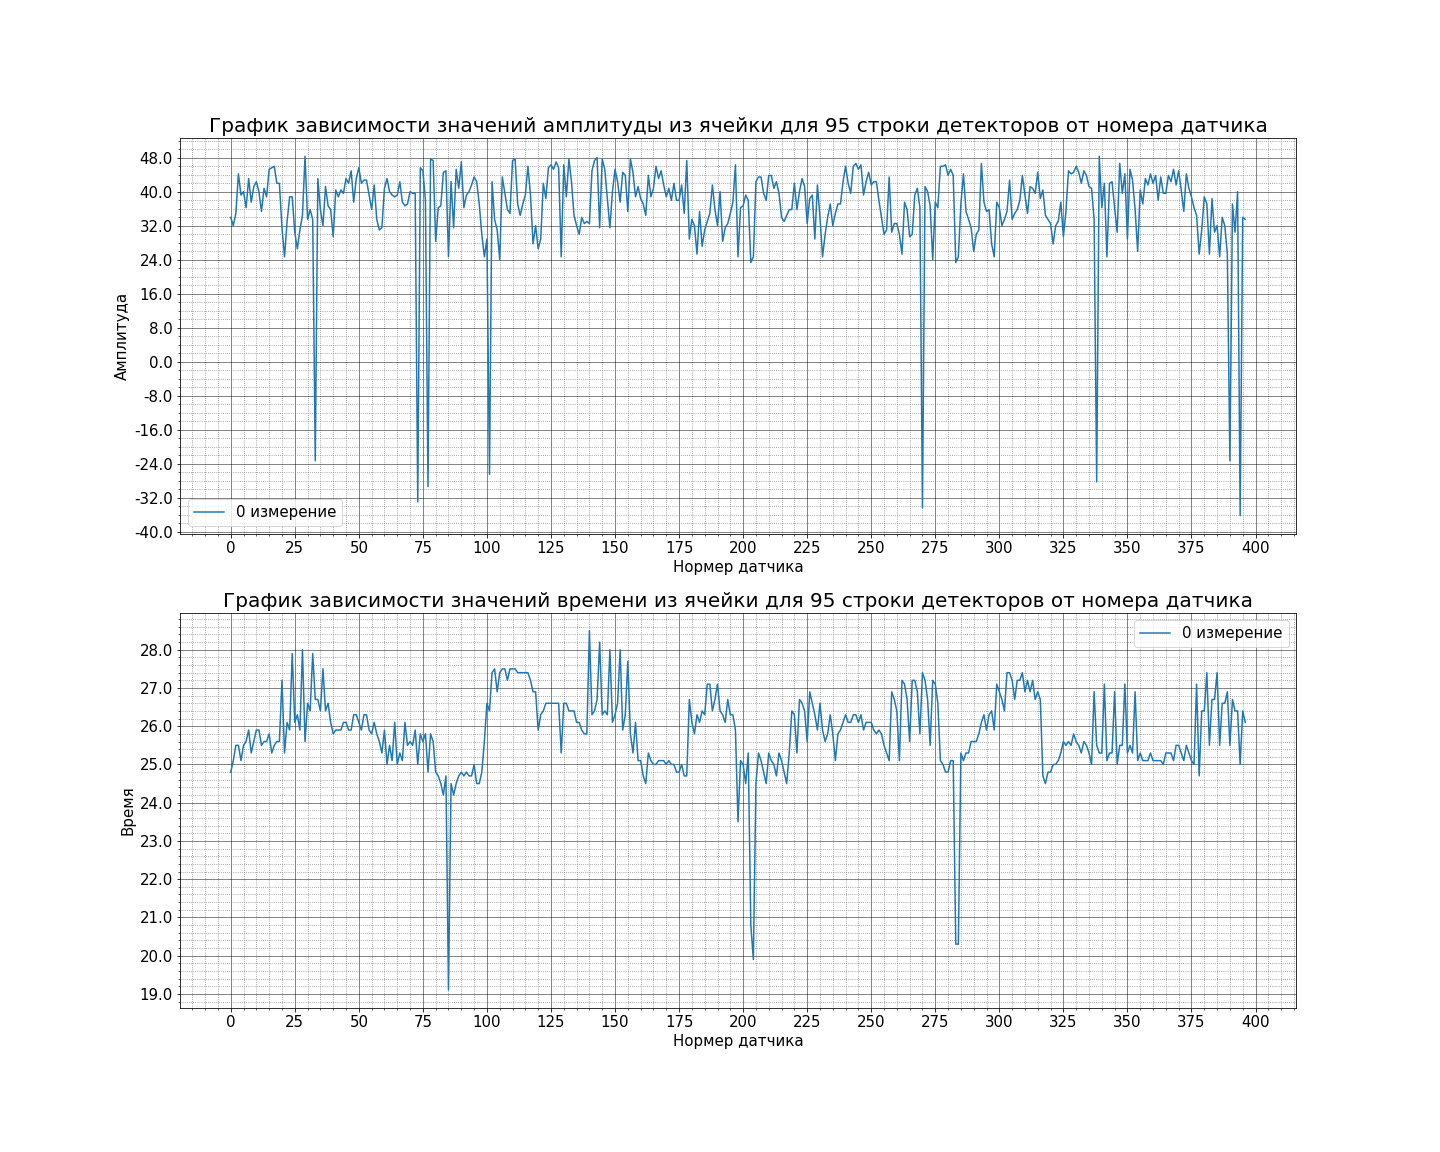 График зависимости значений амплитуды из ячейки для 95 строки детекторов от номера датчика
48.0
40.0
32.0
24.0
16.0
8.0
0.0
-8.0
-16.0
-24.0
-32.0
-40.0
Амплитуда
0 измерение
0 25 50 75 100 125 150 175 200 225 250 275 300 325 350 375 400
Нормер датчика
График зависимости значений времени из ячейки для 95 строки детекторов от номера датчика
0 измерение
28.0
27.0
26.0
25.0
24.0
23.0
22.0
21.0
20.0
19.0
Время
0 25 50 75 100 125 150 175 200 225 250 275 300 325 350 375 400
Нормер датчика